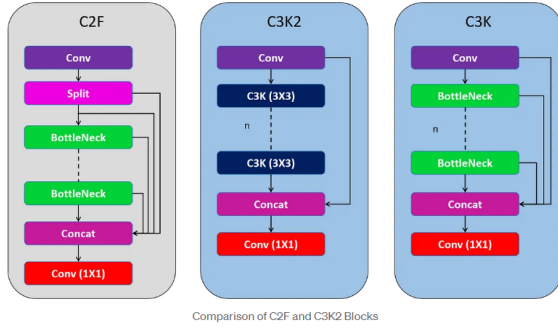 C2F
Conv
Split
BottleNeck
BottleNeck
Concat
Conv (1X1)
C3K2
Conv
C3K (3X3)
n
C3K (3X3)
Concat
Conv (1X1)
C3K
Conv
BottleNeck
n
BottleNeck
Concat
Conv (1X1)
Comparison of C2F and C3K2 Blocks